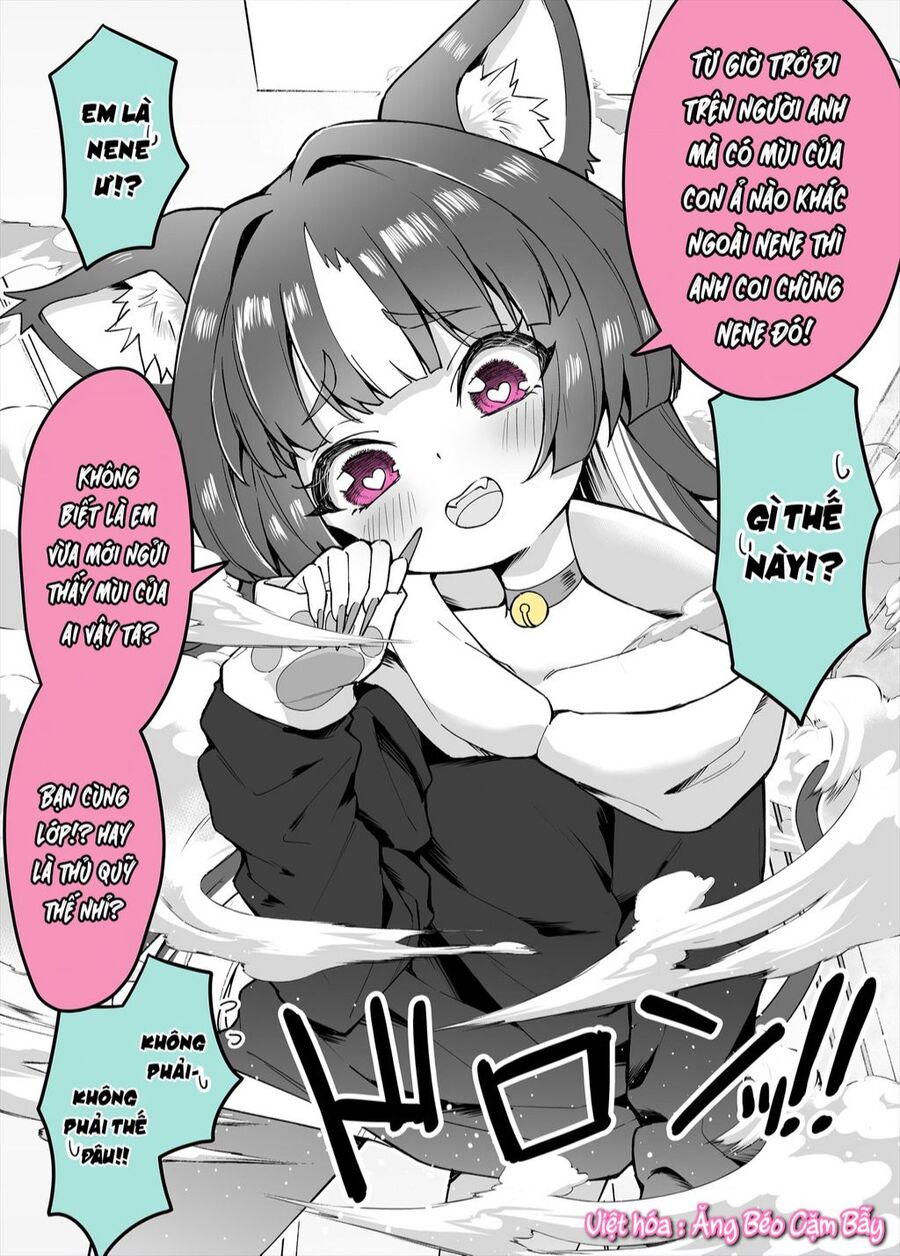 TỪ GIỜ TRỞ ĐI
TRÊN NGƯỜI ANH
MÀ CÓ MÙI CỦA
CON Ả NÀO KHÁC
NGOÀI NENE THÌ
ANH COI CHỪNG
NENE ĐÓ!
EM LÀ
NENE
Ư!?
GÌ THẾ
NÀY!?
KHÔNG
BIẾT LÀ EM
VỪA MỚI NGỬI
THẤY MÙI CỦA
AI VẬY TA?
BẠN CÙNG
LỚP!? HAY
LÀ THỦ QUỸ
THẾ NHỈ?
KHÔNG
PHẢI-
KHÔNG
PHẢI THẾ
ĐÂU!!
ドロンッ!!
Việt hóa : Ăng Béo Cặm Bẫy